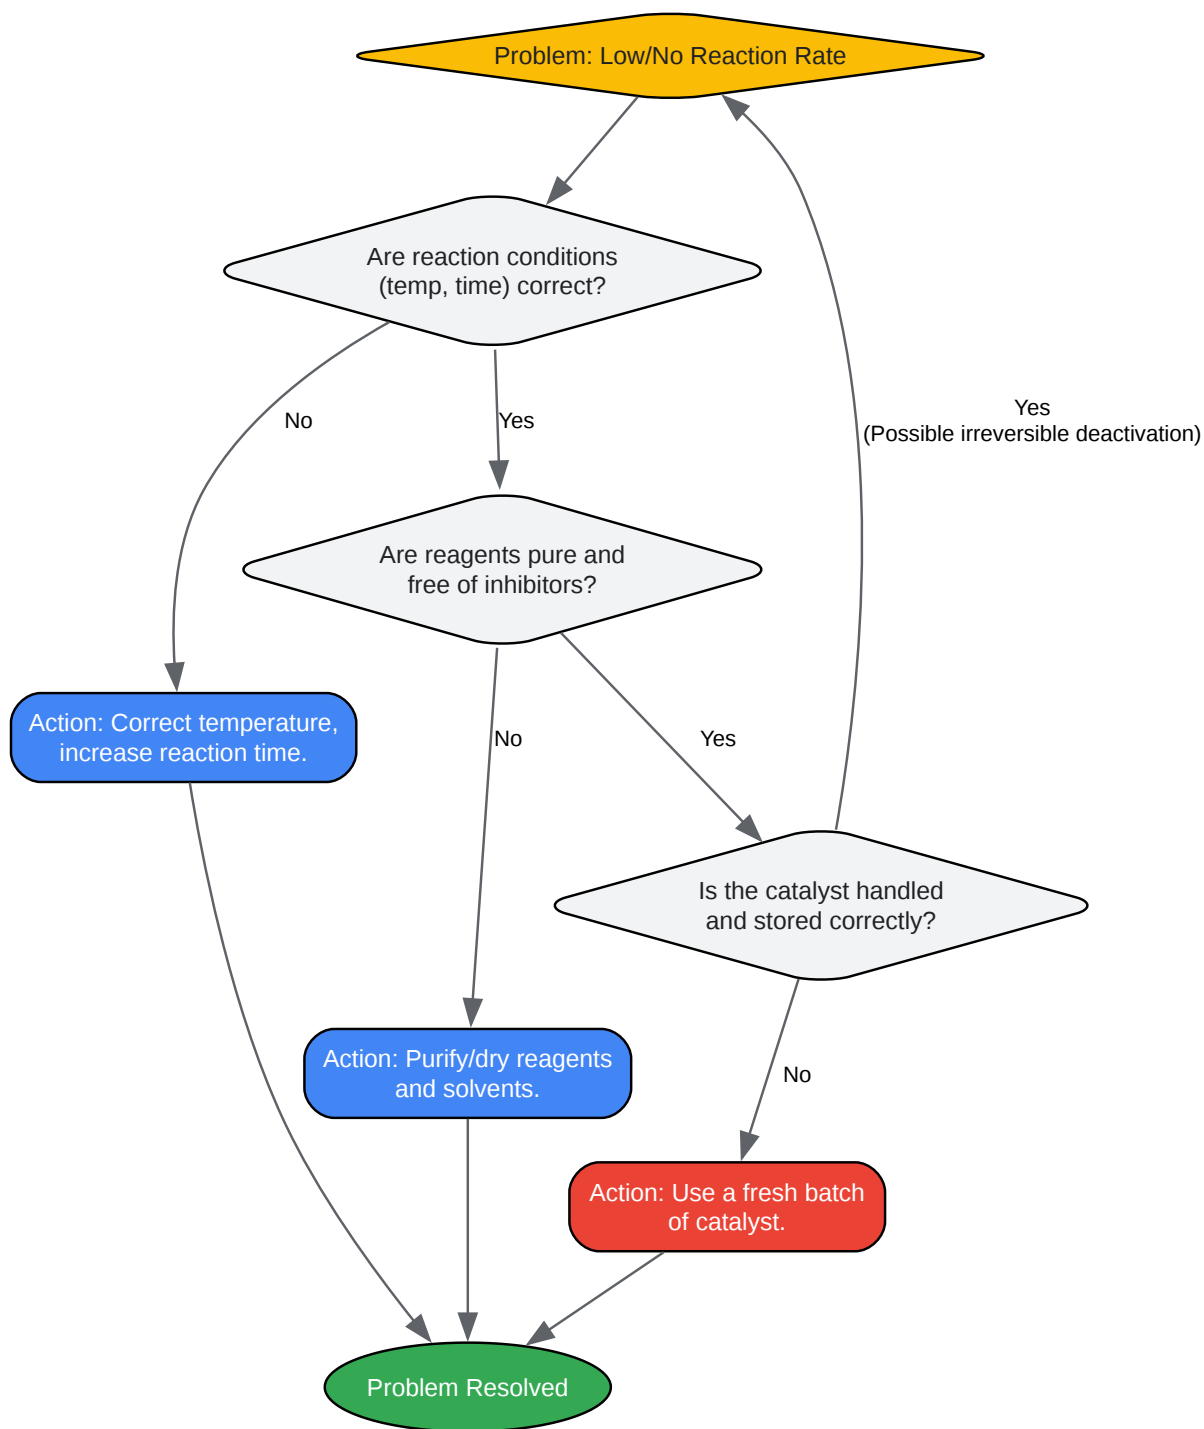 Problem: Low/No Reaction Rate
Are reaction conditions
(temp, time) correct?
No
Yes
Yes
(Possible irreversible deactivation)
Are reagents pure and
free of inhibitors?
Action: Correct temperature,
increase reaction time.
No
Yes
Is the catalyst handled
and stored correctly?
Action: Purify/dry reagents
and solvents.
No
Action: Use a fresh batch
of catalyst.
Problem Resolved